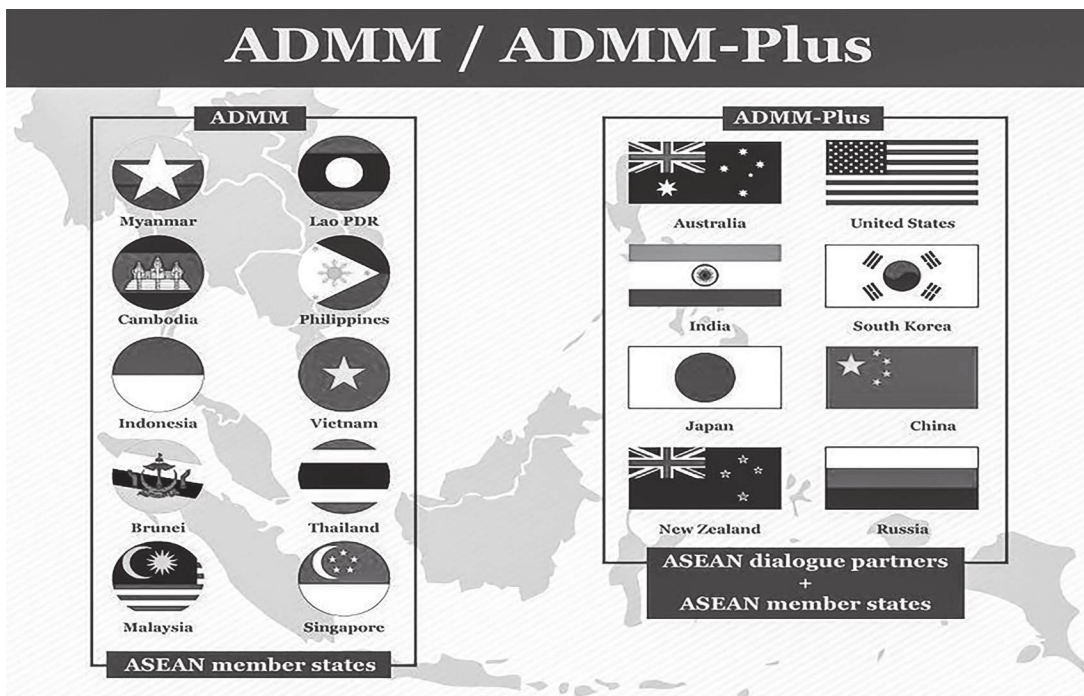 ADMM / ADMM-Plus
ADMM
Myanmar
Lao PDR
Cambodia
Philippines
Indonesia
Vietnam
Brunei
Thailand
Malaysia
Singapore
ASEAN member states
ADMM-Plus
Australia
United States
India
South Korea
Japan
China
New Zealand
Russia
ASEAN dialogue partners
+
ASEAN member states